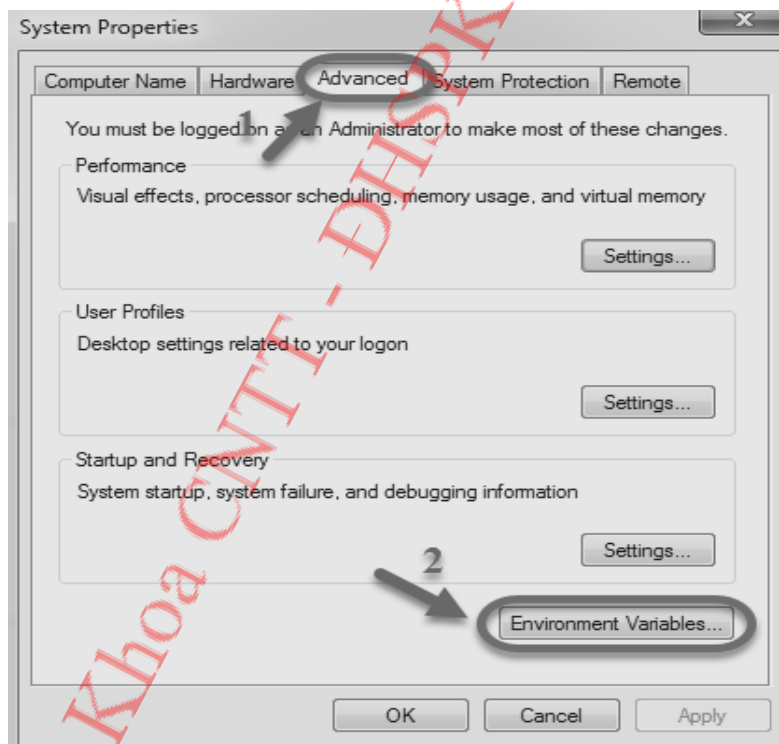 System Properties
Computer Name Hardware Advanced System Protection Remote
1
You must be logged on as an Administrator to make most of these changes.
Performance
Visual effects, processor scheduling, memory usage, and virtual memory
Settings...
User Profiles
Desktop settings related to your logon
Settings...
Startup and Recovery
System startup, system failure, and debugging information
Settings...
2
Environment Variables...
OK Cancel Apply
Khoa CNTT - ĐHSPK